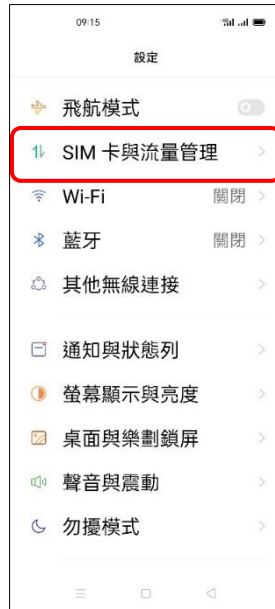 09:15
設定
飛航模式
SIM 卡與流量管理
Wi-Fi 關閉
藍牙 關閉
其他無線連接
通知與狀態列
螢幕顯示與亮度
桌面與樂劃鎖屏
聲音與震動
勿擾模式